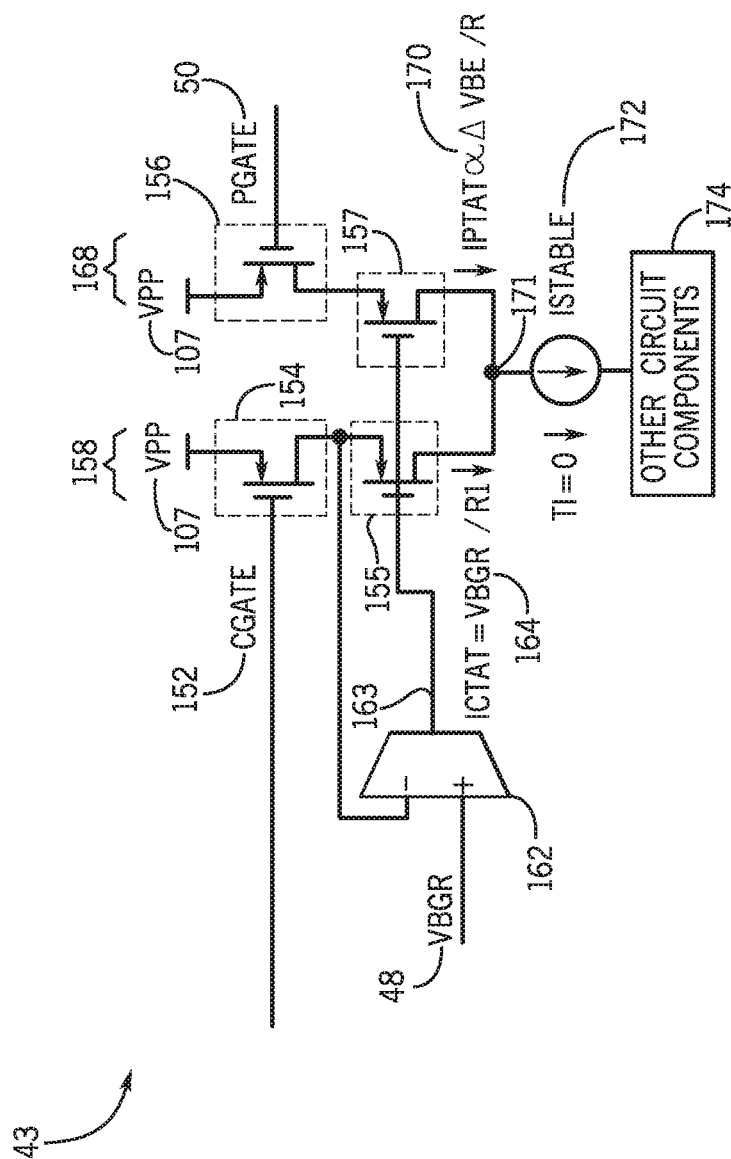 43
158
168
107
VPP
107
VPP
154
156
50
PGATE
152
CGATE
157
155
163
IPTAT∝Δ VBE /R
170
ICTAT=VBGR /R1
164
171
48
VBGR
162
TI=0
ISTABLE
172
OTHER CIRCUIT
COMPONENTS
174
−
+